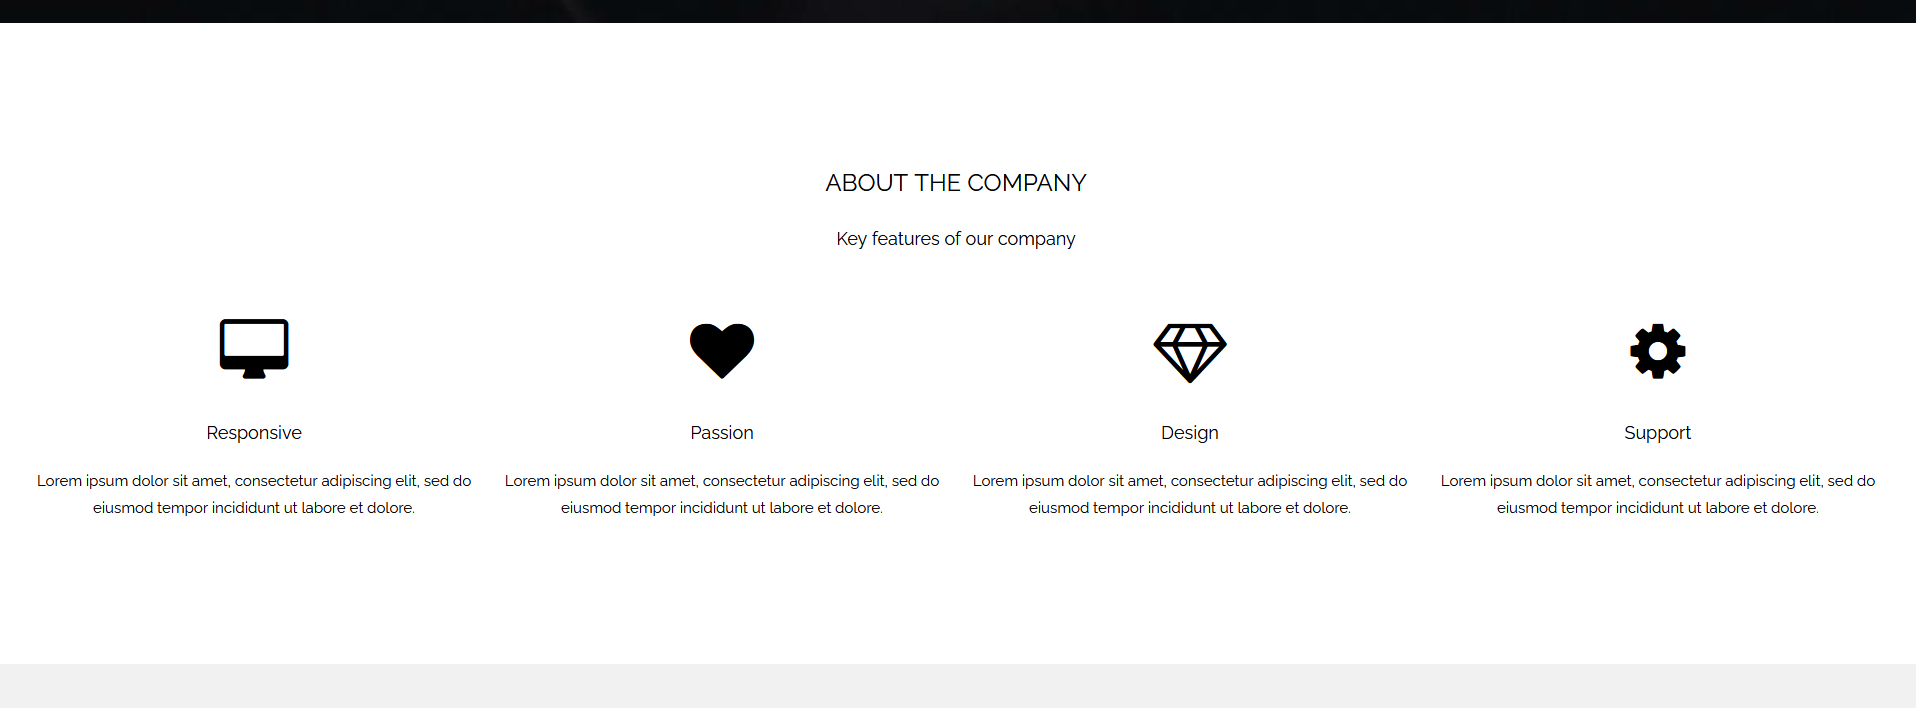 ABOUT THE COMPANY
Key features of our company
Responsive
Lorem ipsum dolor sit amet, consectetur adipiscing elit, sed do
eiusmod tempor incididunt ut labore et dolore.
Passion
Lorem ipsum dolor sit amet, consectetur adipiscing elit, sed do
eiusmod tempor incididunt ut labore et dolore.
Design
Lorem ipsum dolor sit amet, consectetur adipiscing elit, sed do
eiusmod tempor incididunt ut labore et dolore.
Support
Lorem ipsum dolor sit amet, consectetur adipiscing elit, sed do
eiusmod tempor incididunt ut labore et dolore.